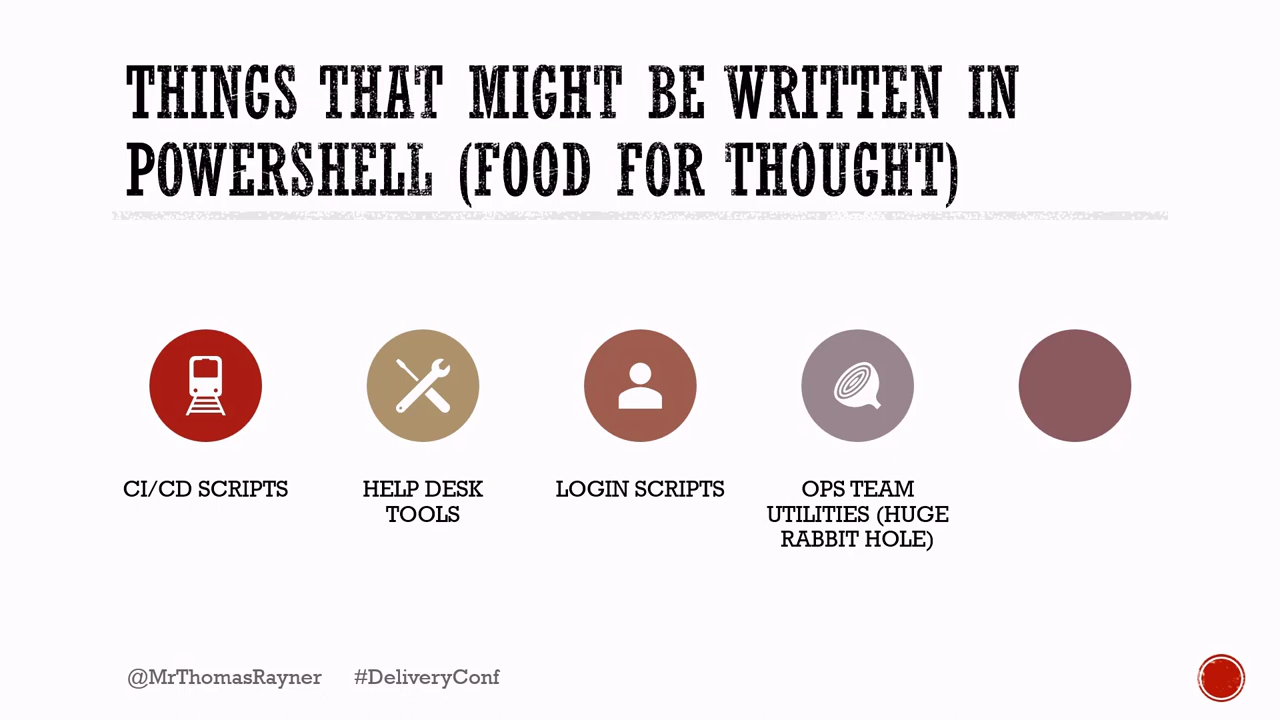 THINGS THAT MIGHT BE WRITTEN IN
POWERSHELL (FOOD FOR THOUGHT)
CI/CD SCRIPTS
HELP DESK
TOOLS
LOGIN SCRIPTS
OPS TEAM
UTILITIES (HUGE
RABBIT HOLE)
@MrThomasRayner #DeliveryConf